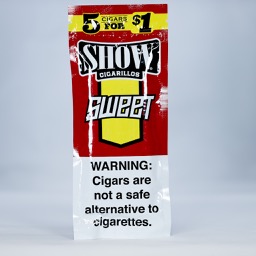 5 CIGARS FOR $1
SHOW
CIGARILLOS
SWEET
WARNING:
Cigars are
not a safe
alternative to
cigarettes.